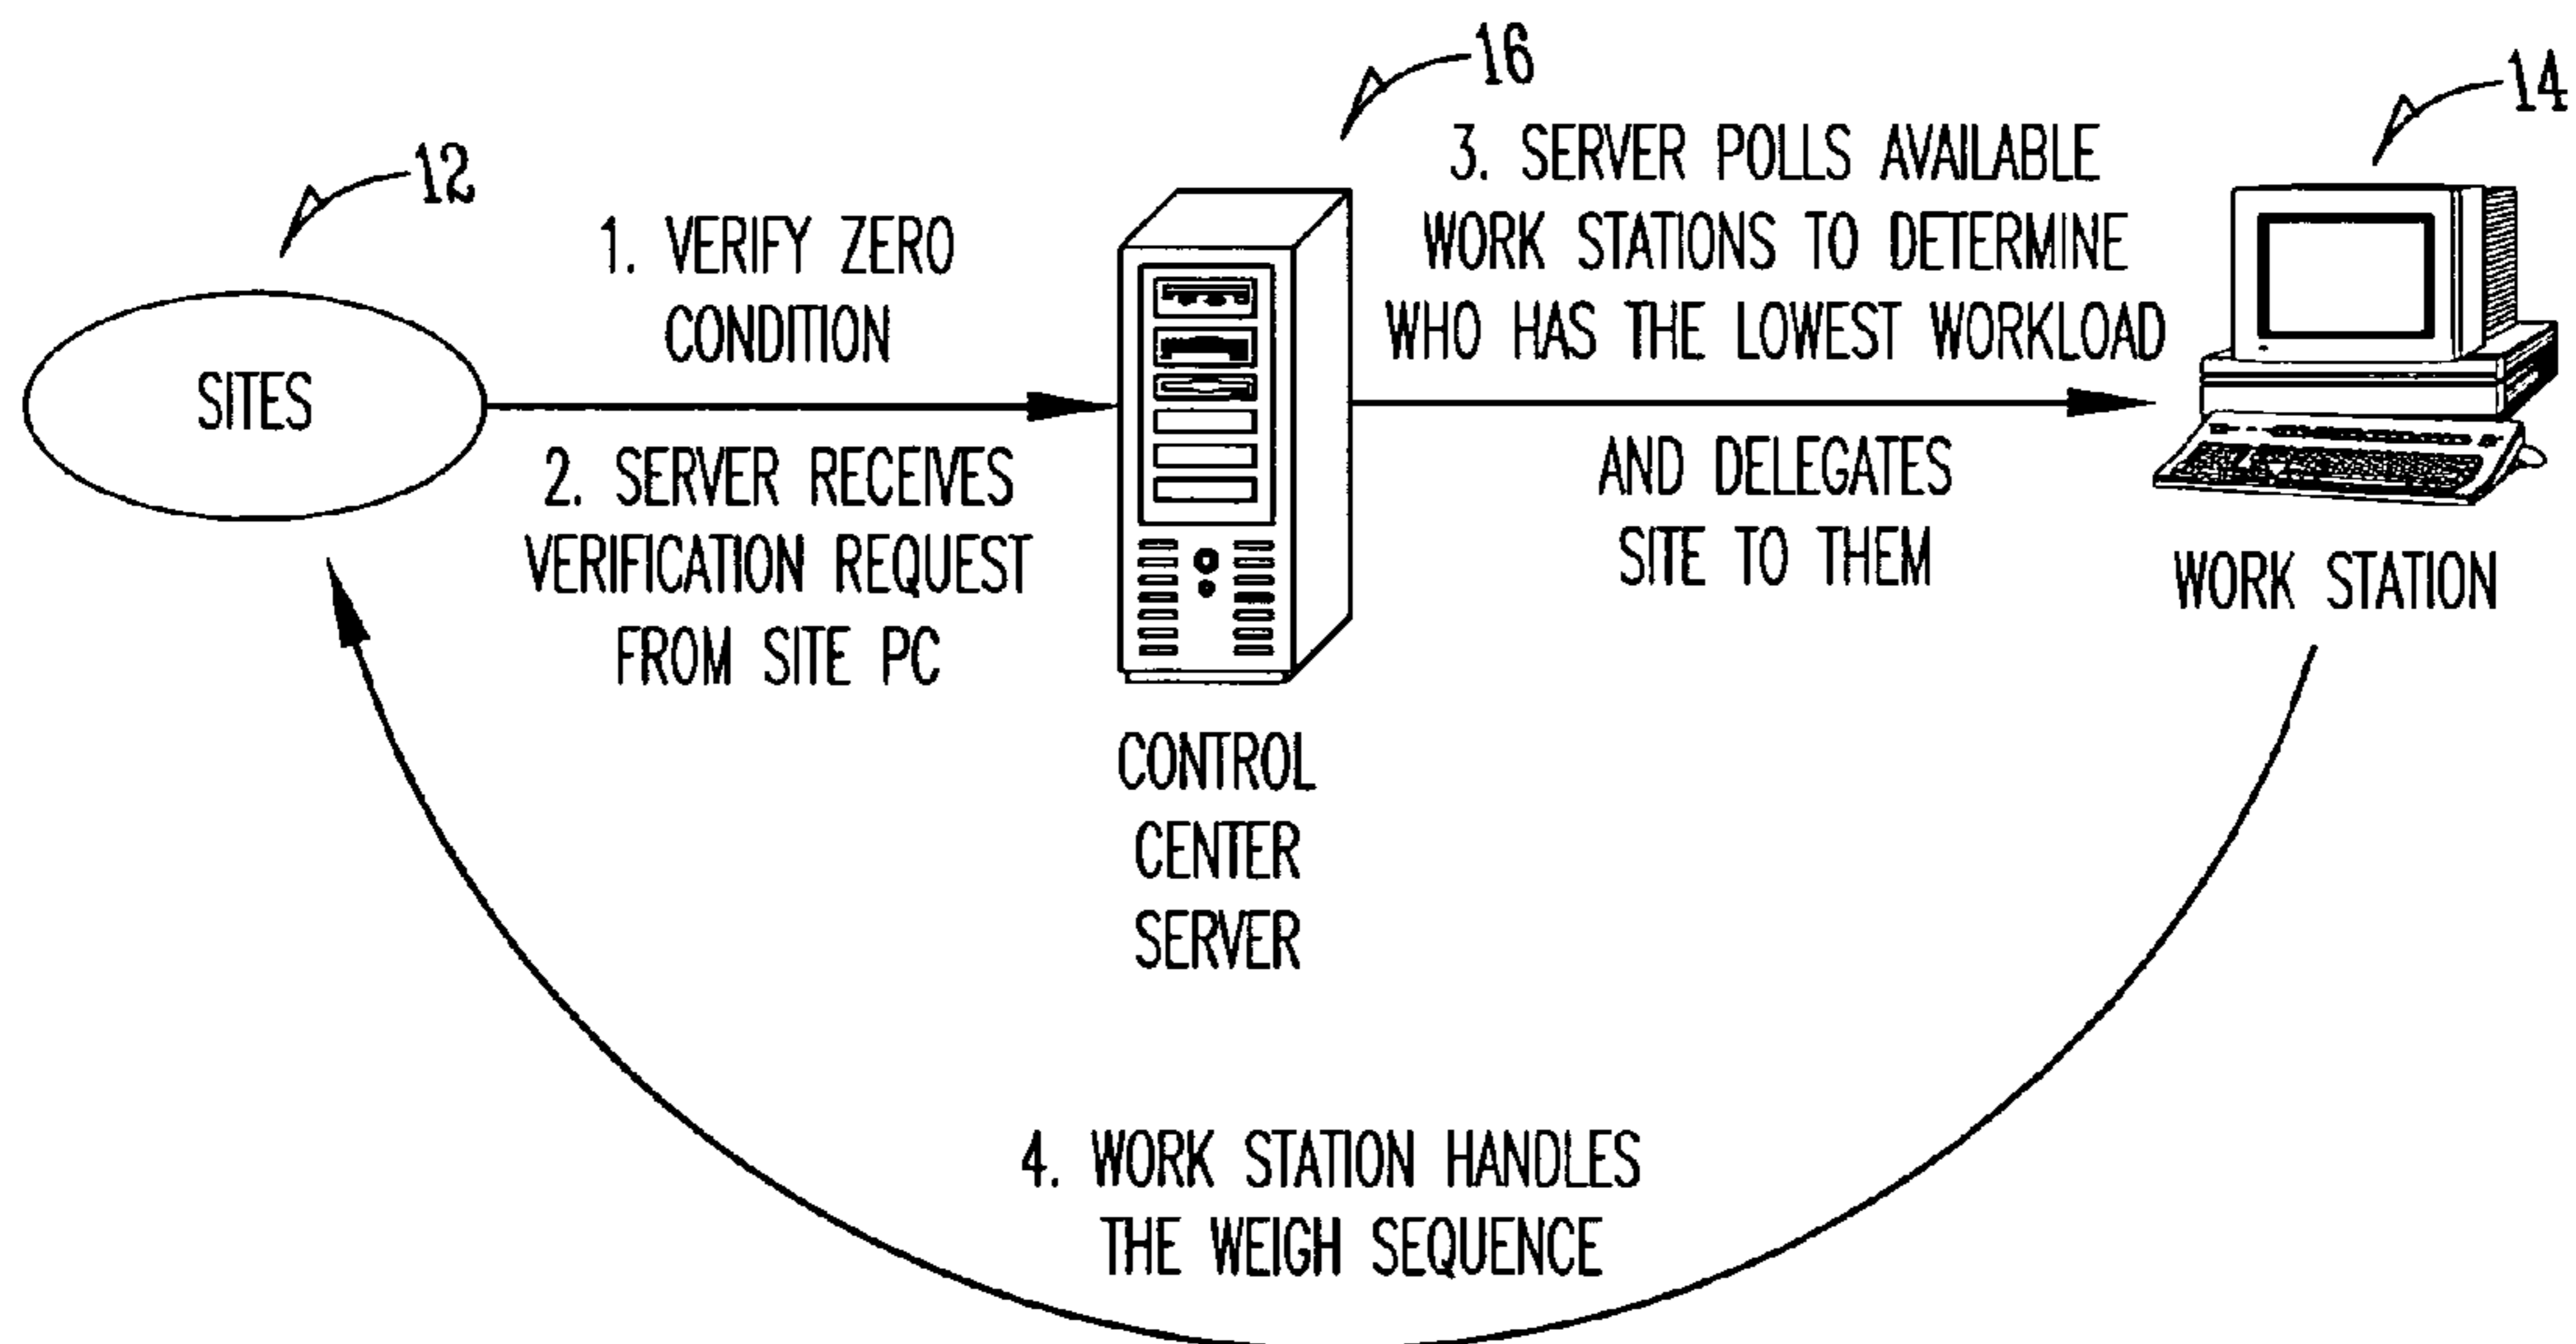 12
1. VERIFY ZERO
CONDITION
SITES
2. SERVER RECEIVES
VERIFICATION REQUEST
FROM SITE PC
16
CONTROL
CENTER
SERVER
3. SERVER POLLS AVAILABLE
WORK STATIONS TO DETERMINE
WHO HAS THE LOWEST WORKLOAD
AND DELEGATES
SITE TO THEM
14
WORK STATION
4. WORK STATION HANDLES
THE WEIGH SEQUENCE